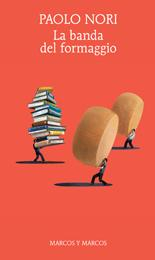 PAOLO NORI
La banda
del formaggio
MARCOS Y MARCOS